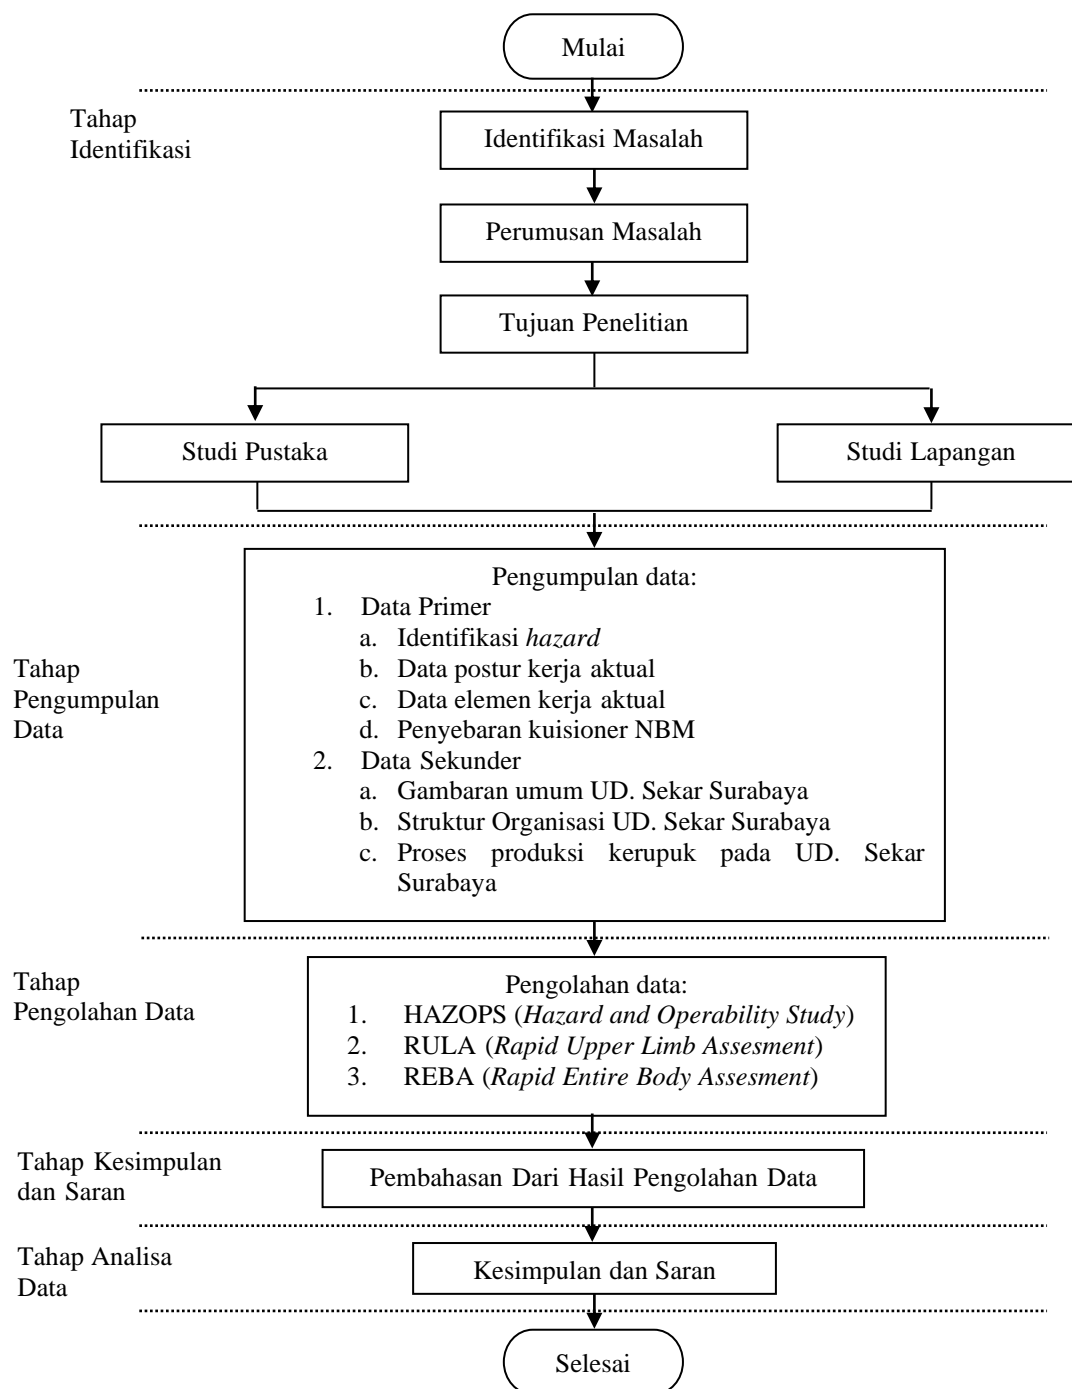 Mulai
Tahap
Identifikasi
Identifikasi Masalah
Perumusan Masalah
Tujuan Penelitian
Studi Pustaka
Studi Lapangan
Tahap
Pengumpulan
Data
Pengumpulan data:
1. Data Primer
a. Identifikasi hazard
b. Data postur kerja aktual
c. Data elemen kerja aktual
d. Penyebaran kuisioner NBM
2. Data Sekunder
a. Gambaran umum UD. Sekar Surabaya
b. Struktur Organisasi UD. Sekar Surabaya
c. Proses produksi kerupuk pada UD. Sekar
Surabaya
Tahap
Pengolahan Data
Pengolahan data:
1. HAZOPS (Hazard and Operability Study)
2. RULA (Rapid Upper Limb Assesment)
3. REBA (Rapid Entire Body Assesment)
Tahap Kesimpulan
dan Saran
Pembahasan Dari Hasil Pengolahan Data
Tahap Analisa
Data
Kesimpulan dan Saran
Selesai